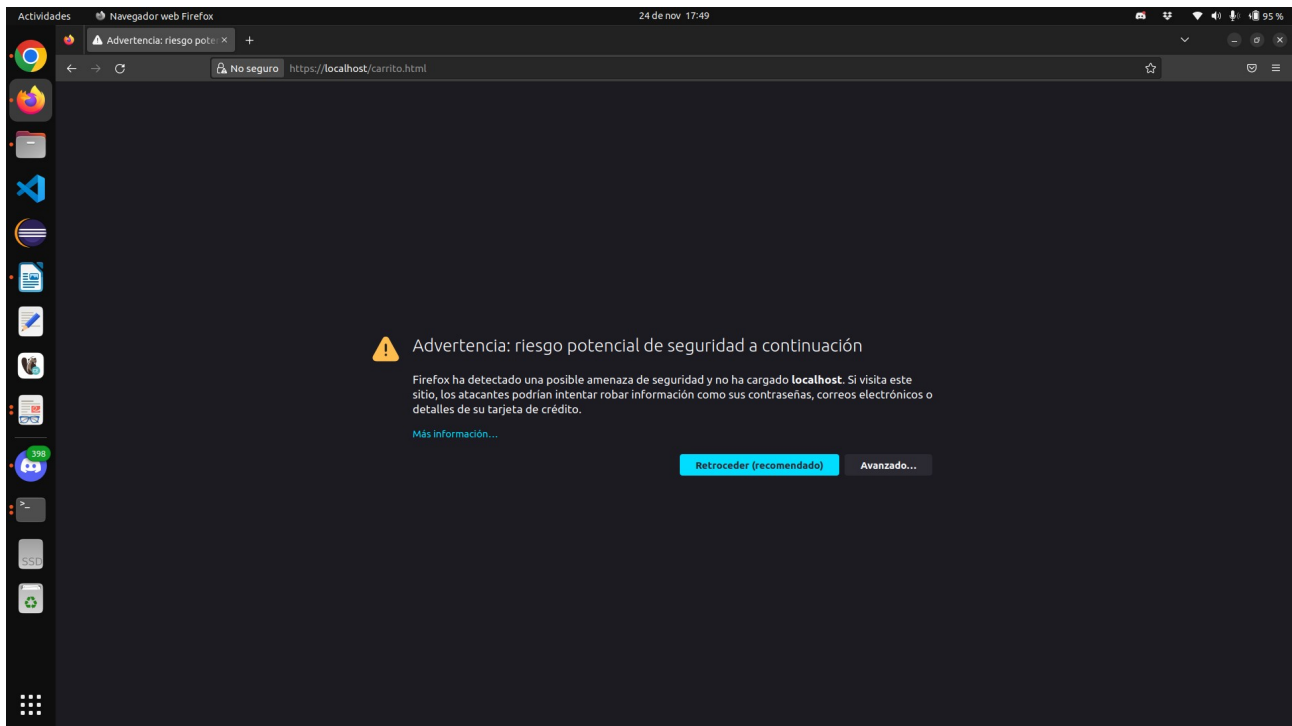 Actividades Navegador web Firefox 24 de nov 17:49 95 %
Advertencia: riesgo poter
No seguro https://localhost/carrito.html
Advertencia: riesgo potencial de seguridad a continuación
Firefox ha detectado una posible amenaza de seguridad y no ha cargado localhost. Si visita este
sitio, los atacantes podrían intentar robar información como sus contraseñas, correos electrónicos o
detalles de su tarjeta de crédito.
Más información…
Retroceder (recomendado) Avanzado…
398
SSD